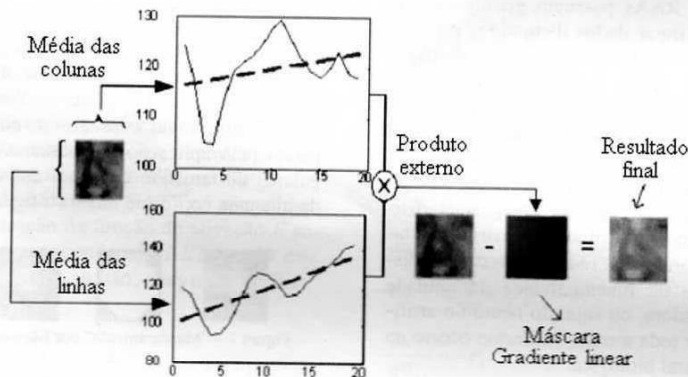 130
Média das
colunas
120
110
100
0 5 10 15 20
Produto
externo
Resultado
final
X
- =
160
140
Média das
linhas
120
100
80
0 5 10 15 20
Máscara
Gradiente linear